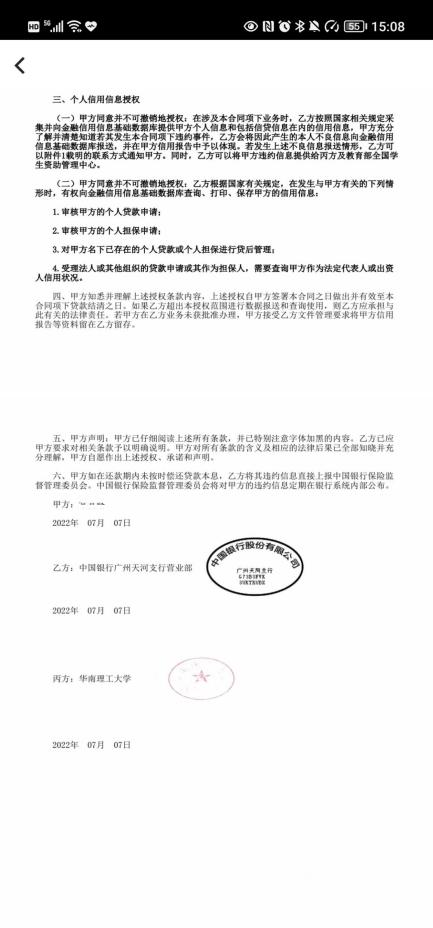 HD 5G 55 15:08
三、个人信用信息授权
（一）甲方同意并不可撤销地授权：在涉及本合同项下业务时，乙方按照国家相关规定采
集并向金融信用信息基础数据库提供甲方个人信息和包括信贷信息在内的信用信息，甲方充分
了解并清楚知道若其发生本合同项下违约事件，乙方会将因此产生的本人不良信息向金融信用
信息基础数据库报送，并在甲方信用报告中予以体现。若发生上述不良信息报送情形，乙方可
以附件1载明的联系方式通知甲方。同时，乙方可以将甲方违约信息提供给丙方及教育部全国学
生资助管理中心。
（二）甲方同意并不可撤销地授权：乙方根据国家有关规定，在发生与甲方有关的下列情
形时，有权向金融信用信息基础数据库查询、打印、保存甲方的信用信息：
1.审核甲方的个人贷款申请；
2.审核甲方的个人担保申请；
3.对甲方名下已存在的个人贷款或个人担保进行贷后管理；
4.受理法人或其他组织的贷款申请或其作为担保人，需要查询甲方作为法定代表人或出资
人信用状况。
四、甲方知悉并理解上述授权条款内容，上述授权自甲方签署本合同之日做出并有效至本
合同项下贷款结清之日。如果乙方超出本授权范围进行数据报送和查询使用，则乙方应承担与
此有关的法律责任。若甲方在乙方业务未获批准办理，甲方接受乙方文件管理要求将甲方信用
报告等资料留在乙方留存。
五、甲方声明：甲方已仔细阅读上述所有条款，并已特别注意字体加黑的内容。乙方已应
甲方要求对相关条款予以明确说明。甲方对所有条款的含义及相应的法律后果已全部知晓并充
分理解，甲方自愿作出上述授权、承诺和声明。
六、甲方如在还款期内未按时偿还贷款本息，乙方将其违约信息直接上报中国银行保险监
督管理委员会。中国银行保险监督管理委员会将对甲方的违约信息定期在银行系统内部公布。
甲方：
2022年 07月 07日
中国银行股份有限公司
乙方：中国银行广州天河支行营业部
广州天河支行
2022年 07月 07日
丙方：华南理工大学
2022年 07月 07日